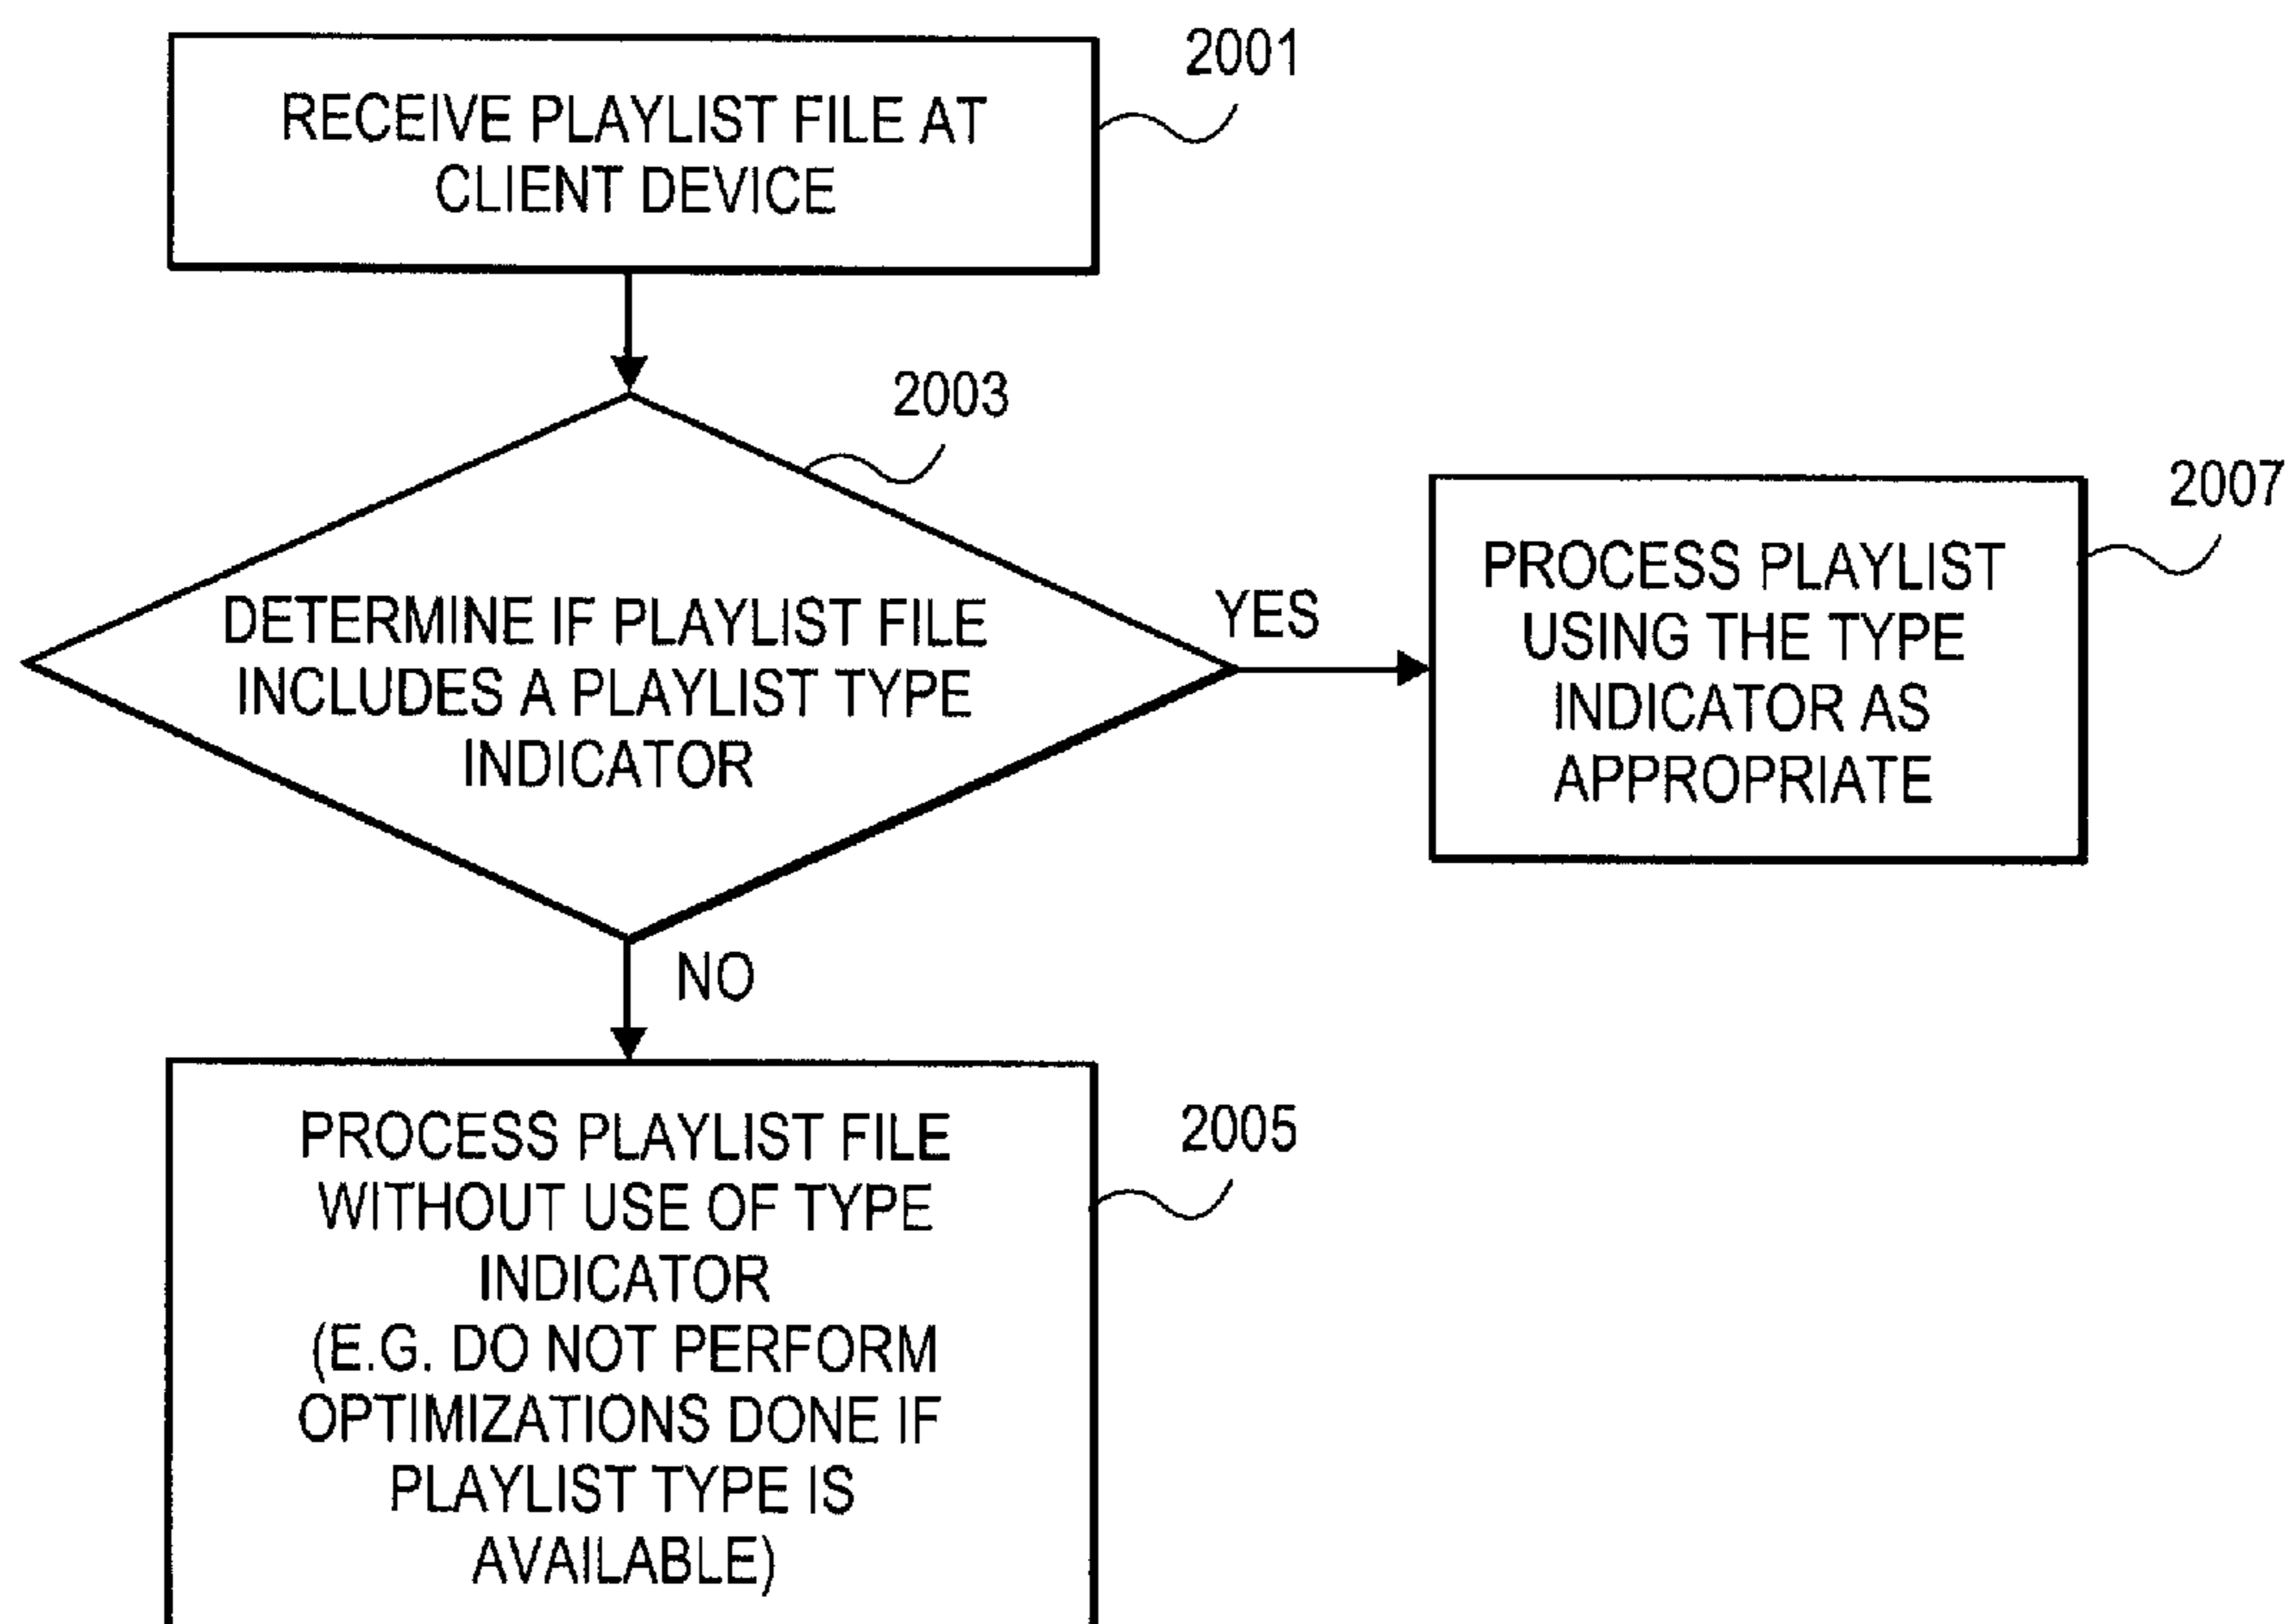 2001
RECEIVE PLAYLIST FILE AT
CLIENT DEVICE
2003
DETERMINE IF PLAYLIST FILE
INCLUDES A PLAYLIST TYPE
INDICATOR
YES
2007
PROCESS PLAYLIST
USING THE TYPE
INDICATOR AS
APPROPRIATE
NO
2005
PROCESS PLAYLIST FILE
WITHOUT USE OF TYPE
INDICATOR
(E.G. DO NOT PERFORM
OPTIMIZATIONS DONE IF
PLAYLIST TYPE IS
AVAILABLE)